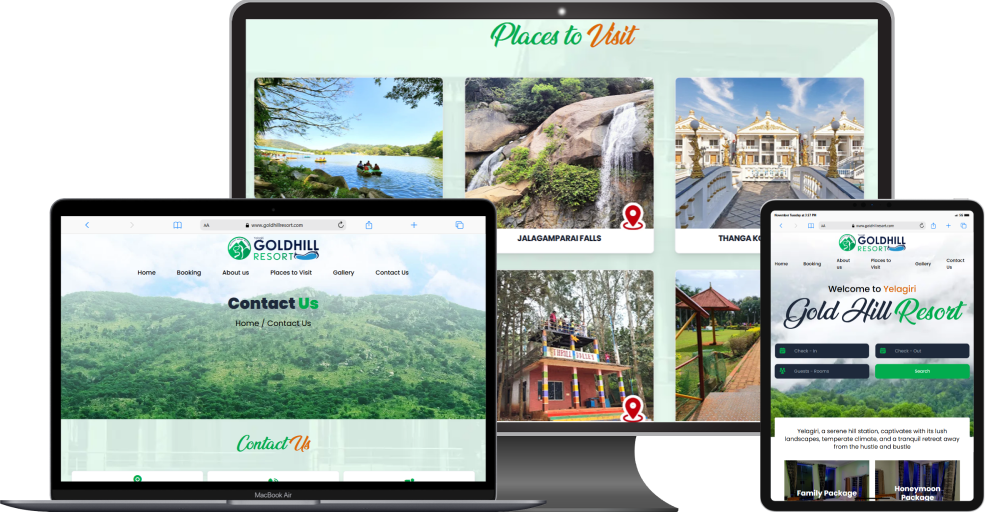 Places to Visit
JALAGAMPARAI FALLS
THANGA KO
AA
www.goldhillresort.com
GOLDHILL
RESORT
Home
Booking
About us
Places to Visit
Gallery
Contact Us
Contact Us
Home / Contact Us
Contact Us
MacBook Air
AA
www.goldhillresort.com
GOLDHILL
RESORT
Home
Booking
About
us
Places to
Visit
Gallery
Contact
Us
Welcome to Yelagiri
Gold Hill Resort
Check - In
Check - Out
Guests - Rooms
Search
Yelagiri, a serene hill station, captivates with its lush
landscapes, temperate climate, and a tranquil retreat away
from the hustle and bustle
Family Package
Honeymoon
Package